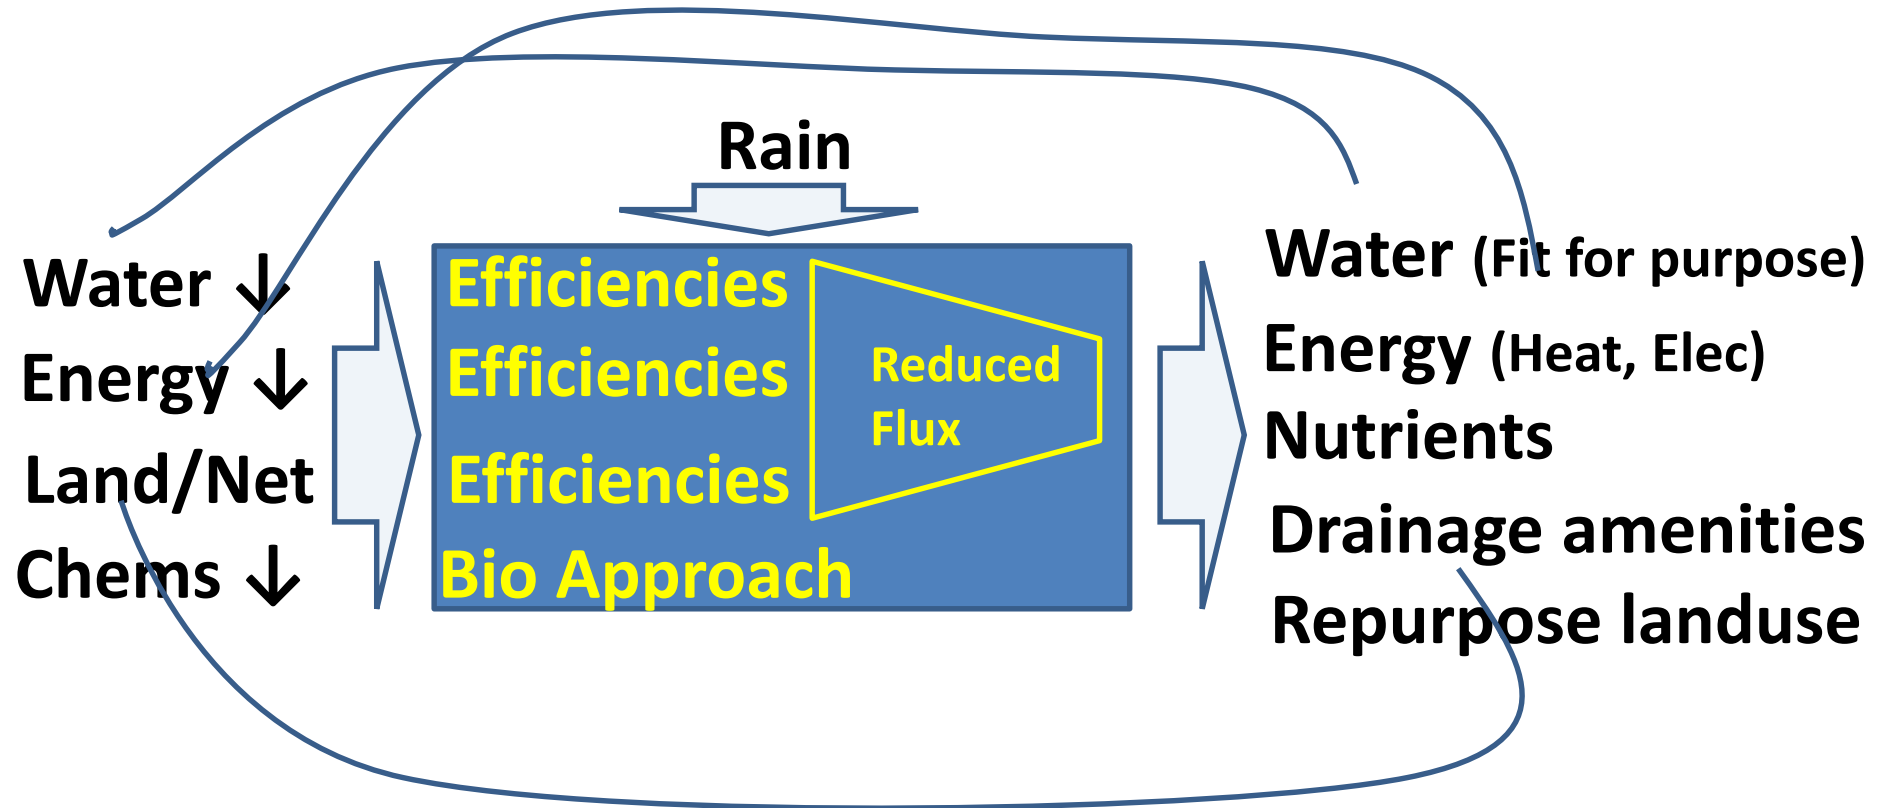 Rain
Water ↓
Energy ↓
Land/Net
Chems ↓
Efficiencies
Efficiencies
Efficiencies
Bio Approach
Reduced
Flux
Water (Fit for purpose)
Energy (Heat, Elec)
Nutrients
Drainage amenities
Repurpose landuse